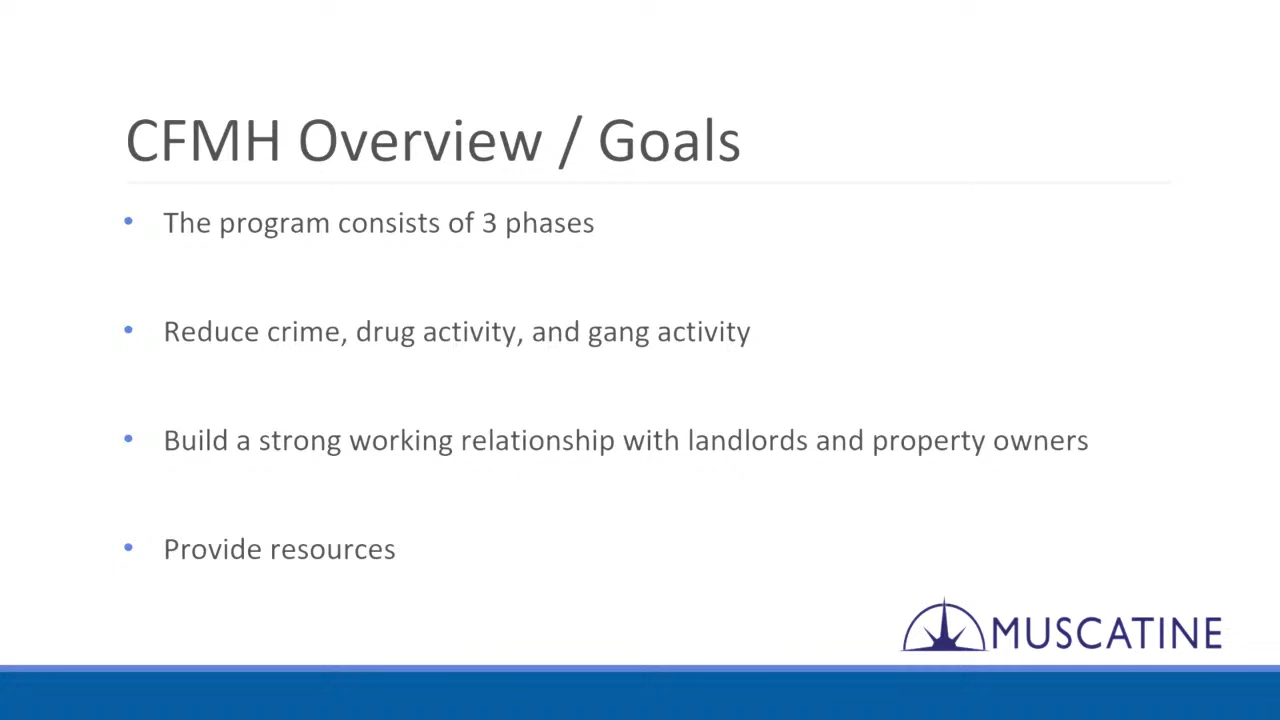 CFMH Overview / Goals
• The program consists of 3 phases
• Reduce crime, drug activity, and gang activity
• Build a strong working relationship with landlords and property owners
• Provide resources
MUSCATINE